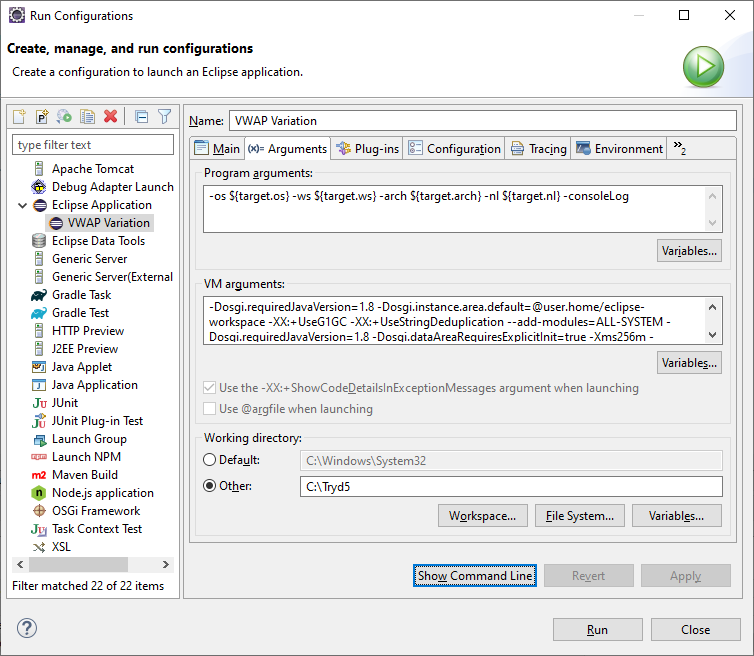 Run Configurations
Create, manage, and run configurations
Create a configuration to launch an Eclipse application.
Name: VWAP Variation
type filter text
Main (x)= Arguments Plug-ins Configuration Tracing Environment »2
Apache Tomcat
Debug Adapter Launch
Eclipse Application
VWAP Variation
Eclipse Data Tools
Generic Server
Generic Server(External
Gradle Task
Gradle Test
HTTP Preview
J2EE Preview
Java Applet
Java Application
JUnit
JUnit Plug-in Test
Launch Group
Launch NPM
Maven Build
Node.js application
OSGi Framework
Task Context Test
XSL
Filter matched 22 of 22 items
Program arguments:
-os ${target.os} -ws ${target.ws} -arch ${target.arch} -nl ${target.nl} -consoleLog
Variables...
VM arguments:
-Dosgi.requiredJavaVersion=1.8 -Dosgi.instance.area.default=@user.home/eclipse-
workspace -XX:+UseG1GC -XX:+UseStringDeduplication --add-modules=ALL-SYSTEM -
Dosgi.requiredJavaVersion=1.8 -Dosgi.dataAreaRequiresExplicitInit=true -Xms256m -
Variables...
Use the -XX:+ShowCodeDetailsInExceptionMessages argument when launching
Use @argfile when launching
Working directory:
Default: C:\Windows\System32
Other: C:\Tryd5
Workspace... File System... Variables...
Show Command Line Revert Apply
Run Close